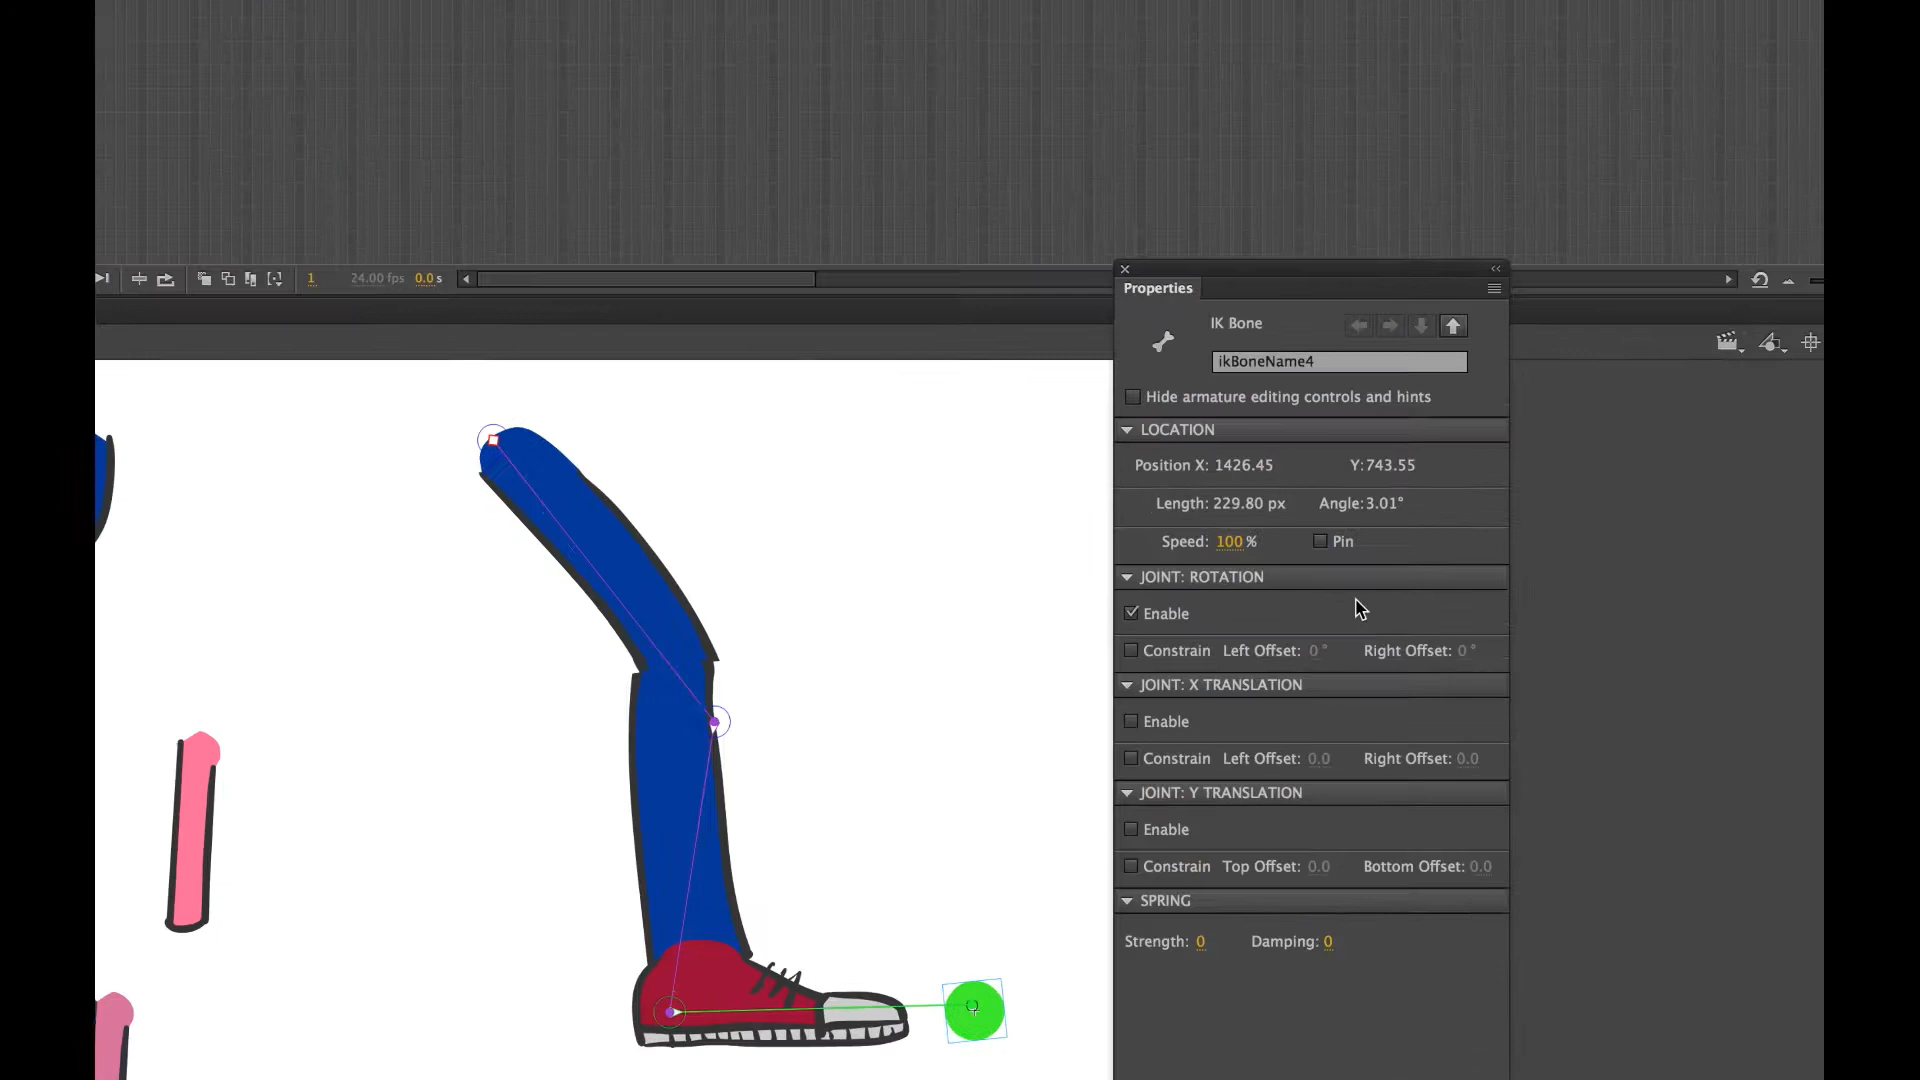 1 24.00 fps 0.0 s
Properties
IK Bone
ikBoneName4
Hide armature editing controls and hints
LOCATION
Position X: 1426.45 Y: 743.55
Length: 229.80 px Angle: 3.01°
Speed: 100 % Pin
JOINT: ROTATION
Enable
Constrain Left Offset: 0 ° Right Offset: 0 °
JOINT: X TRANSLATION
Enable
Constrain Left Offset: 0.0 Right Offset: 0.0
JOINT: Y TRANSLATION
Enable
Constrain Top Offset: 0.0 Bottom Offset: 0.0
SPRING
Strength: 0 Damping: 0